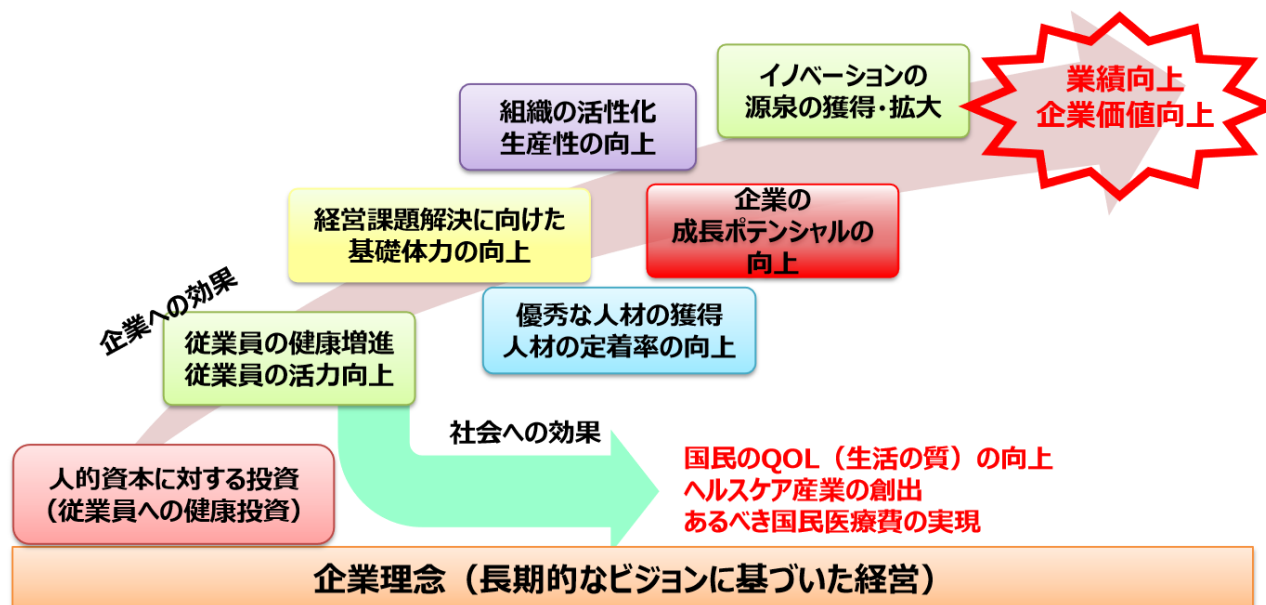 イノベーションの
源泉の獲得・拡大
業績向上
企業価値向上
組織の活性化
生産性の向上
経営課題解決に向けた
基礎体力の向上
企業の
成長ポテンシャルの
向上
企業への効果
優秀な人材の獲得
人材の定着率の向上
従業員の健康増進
従業員の活力向上
社会への効果
人的資本に対する投資
（従業員への健康投資）
国民のQOL（生活の質）の向上
ヘルスケア産業の創出
あるべき国民医療費の実現
企業理念（長期的なビジョンに基づいた経営）